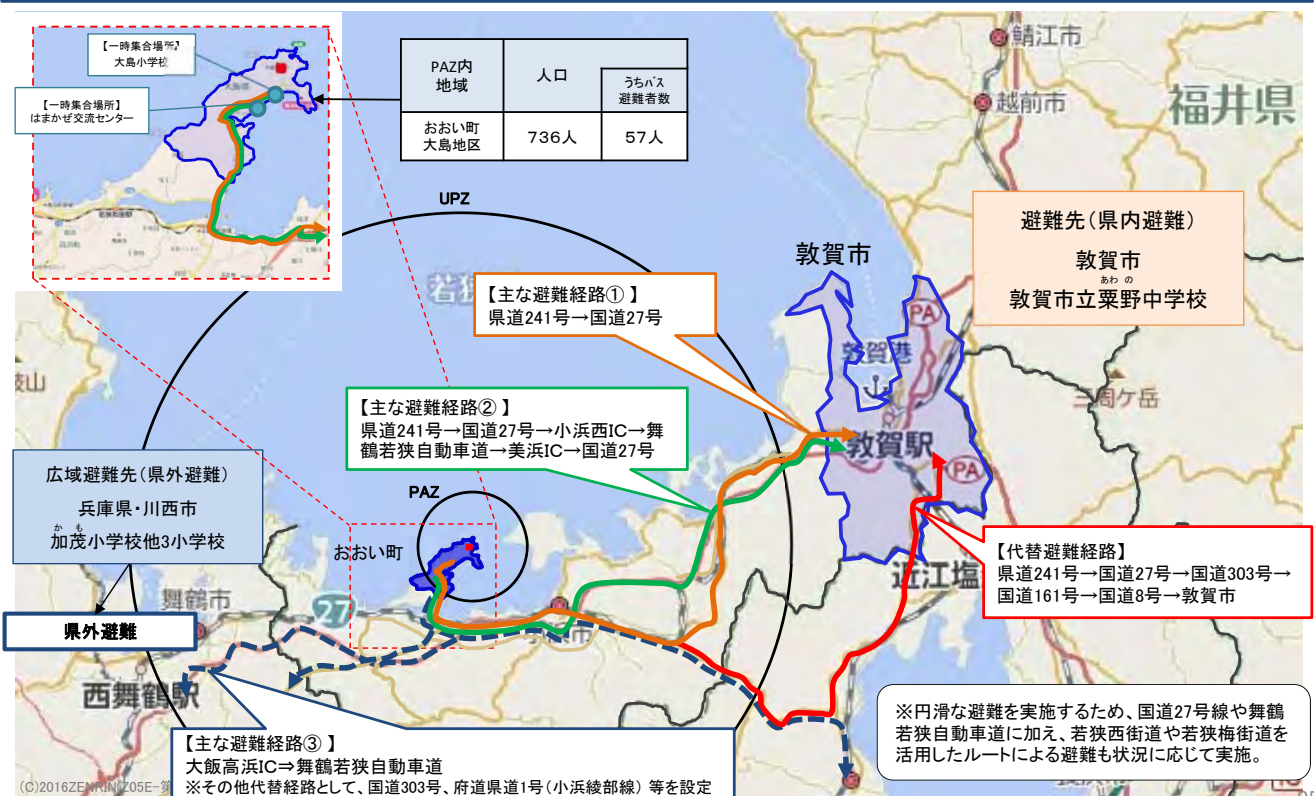 【一時集合場所】
大島小学校
【一時集合場所】
はまかぜ交流センター
PAZ内
地域
人口
うちバス
避難者数
おおい町
大島地区
736人
57人
鯖江市
越前市
福井県
UPZ
敦賀市
避難先(県内避難)
敦賀市
あわ の
敦賀市立粟野中学校
【主な避難経路①】
県道241号→国道27号
若狭
PA
敦賀港
三周ケ岳
【主な避難経路②】
県道241号→国道27号→小浜西IC→舞
鶴若狭自動車道→美浜IC→国道27号
敦賀駅
PA
広域避難先(県外避難)
兵庫県・川西市
か も
加茂小学校他3小学校
PAZ
おおい町
【代替避難経路】
県道241号→国道27号→国道303号→
国道161号→国道8号→敦賀市
近江塩
舞鶴市
27
県外避難
西舞鶴駅
※円滑な避難を実施するため、国道27号線や舞鶴
若狭自動車道に加え、若狭西街道や若狭梅街道を
活用したルートによる避難も状況に応じて実施。
【主な避難経路③】
大飯高浜IC⇒舞鶴若狭自動車道
※その他代替経路として、国道303号、府道県道1号(小浜綾部線) 等を設定
(C)2016ZENRIN Z05E-第